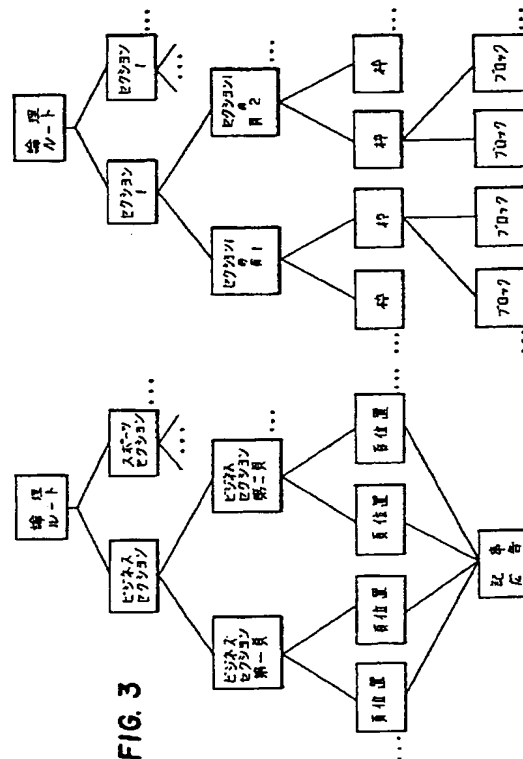 FIG. 3
論理
ルート
ビジネス
セクション
スポーツ
セクション
ビジネス
セクション
第一頁
ビジネス
セクション
第二頁
頁位置
頁位置
頁位置
頁位置
記事
広告
論理
ルート
セクション
1
セクション
1
セクション1
の
頁1
セクション1
の
頁2
枠
枠
枠
枠
ブロック
ブロック
ブロック
ブロック